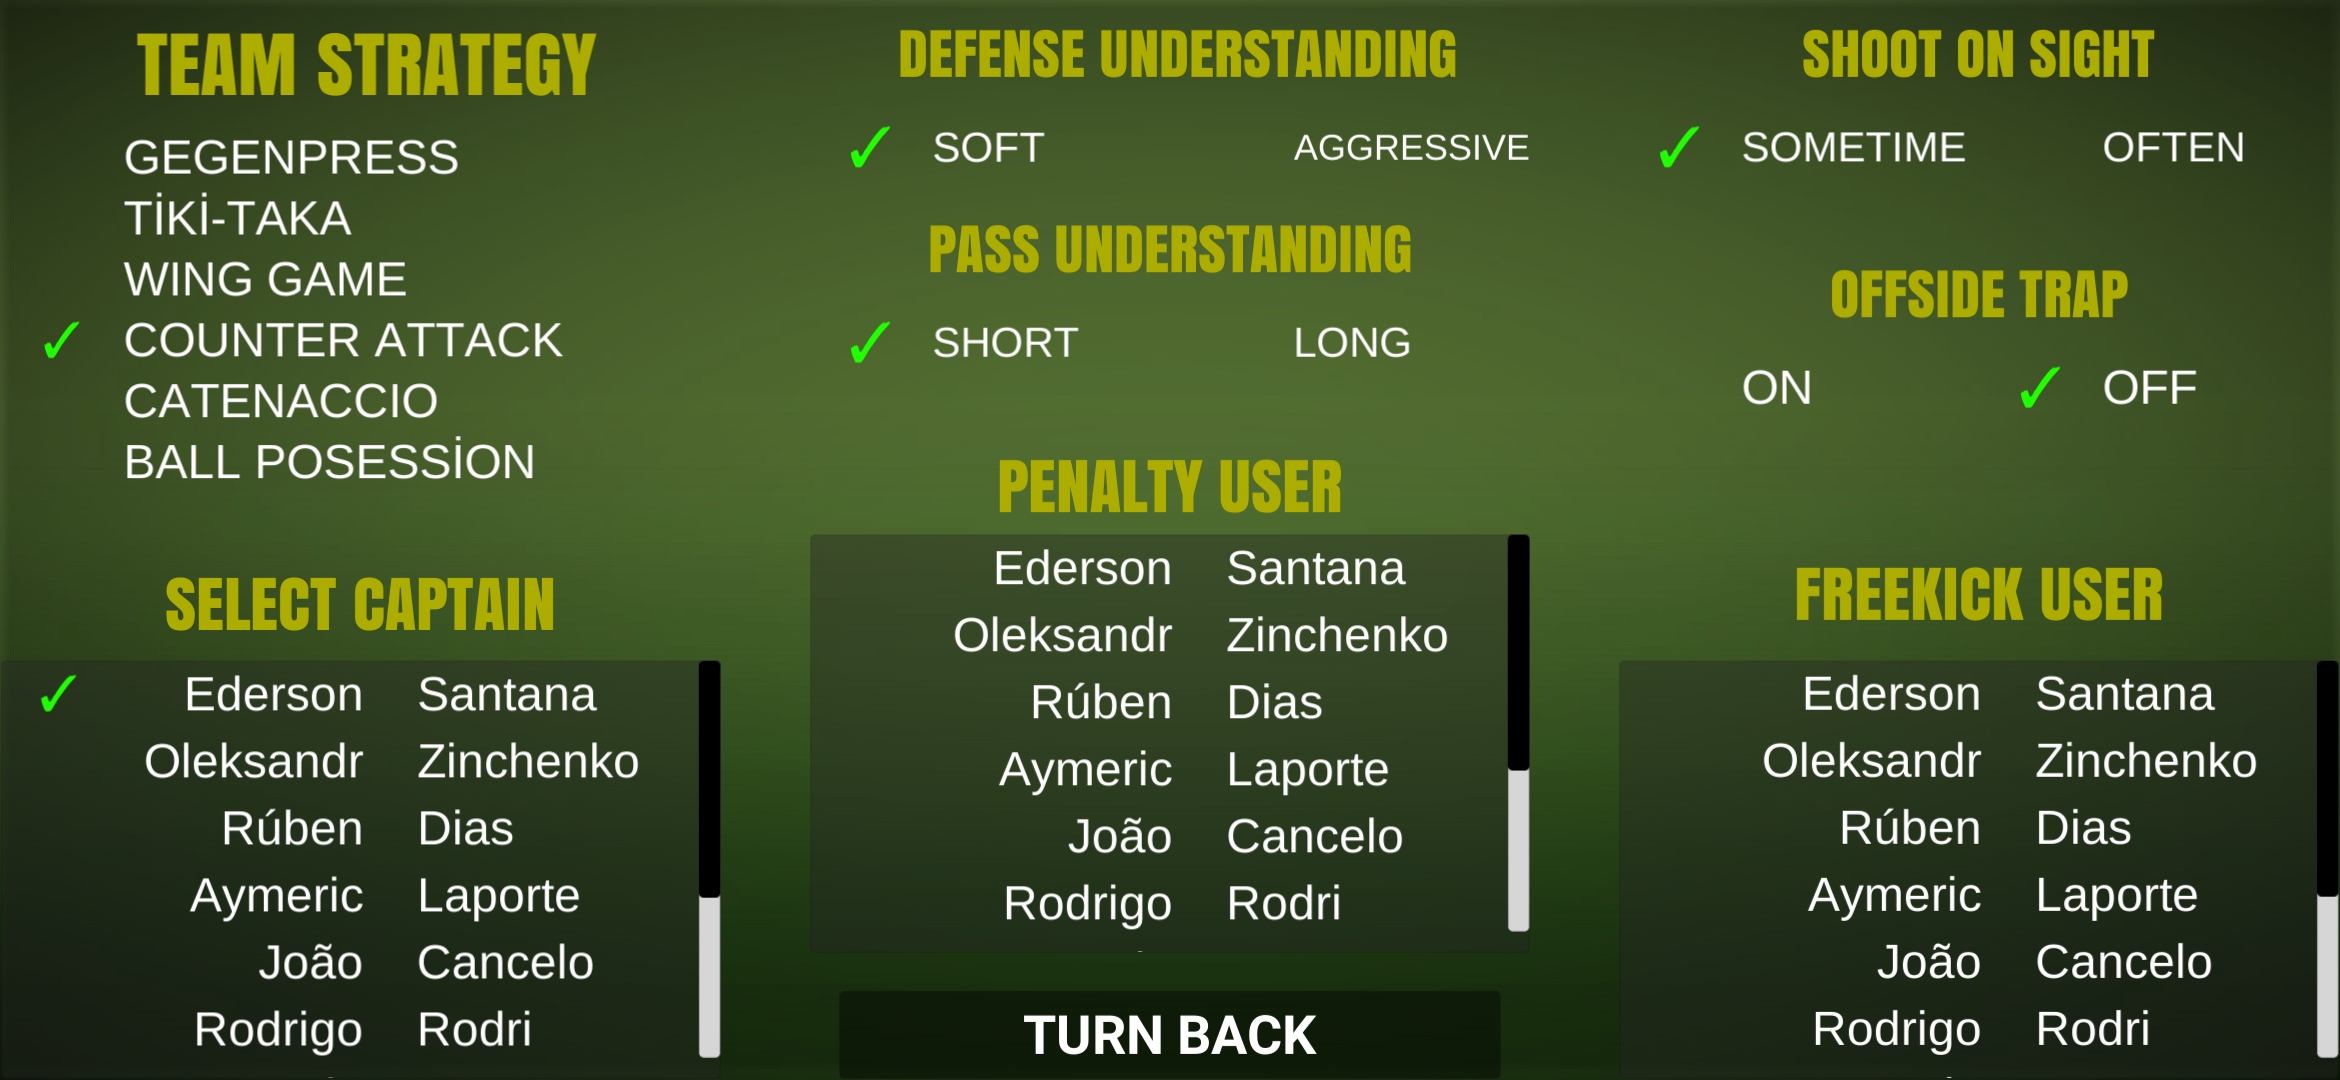 TEAM STRATEGY
GEGENPRESS
TİKİ-TAKA
WING GAME
✓ COUNTER ATTACK
CATENACCIO
BALL POSESSİON
SELECT CAPTAIN
✓ Ederson Santana
Oleksandr Zinchenko
Rúben Dias
Aymeric Laporte
João Cancelo
Rodrigo Rodri
DEFENSE UNDERSTANDING
✓ SOFT AGGRESSIVE
PASS UNDERSTANDING
✓ SHORT LONG
PENALTY USER
Ederson Santana
Oleksandr Zinchenko
Rúben Dias
Aymeric Laporte
João Cancelo
Rodrigo Rodri
TURN BACK
SHOOT ON SIGHT
✓ SOMETIME OFTEN
OFFSIDE TRAP
ON ✓ OFF
FREEKICK USER
Ederson Santana
Oleksandr Zinchenko
Rúben Dias
Aymeric Laporte
João Cancelo
Rodrigo Rodri